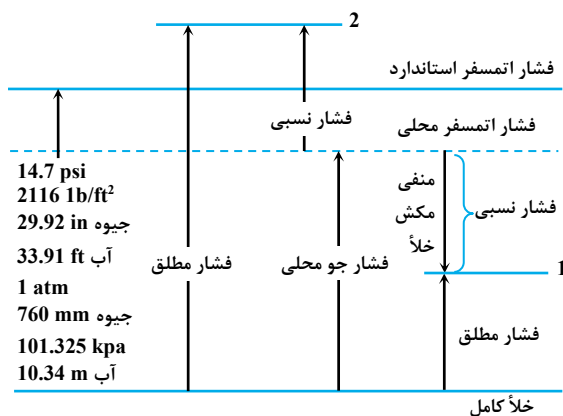 2
فشار اتمسفر استاندارد
فشار اتمسفر محلی
فشار نسبی
14.7 psi
2116 1b/ft²
29.92 in جیوه
33.91 ft آب
1 atm
760 mm جیوه
101.325 kpa
10.34 m آب
فشار مطلق
فشار جو محلی
منفی
مکش
خلأ
فشار نسبی
1
فشار مطلق
خلأ کامل